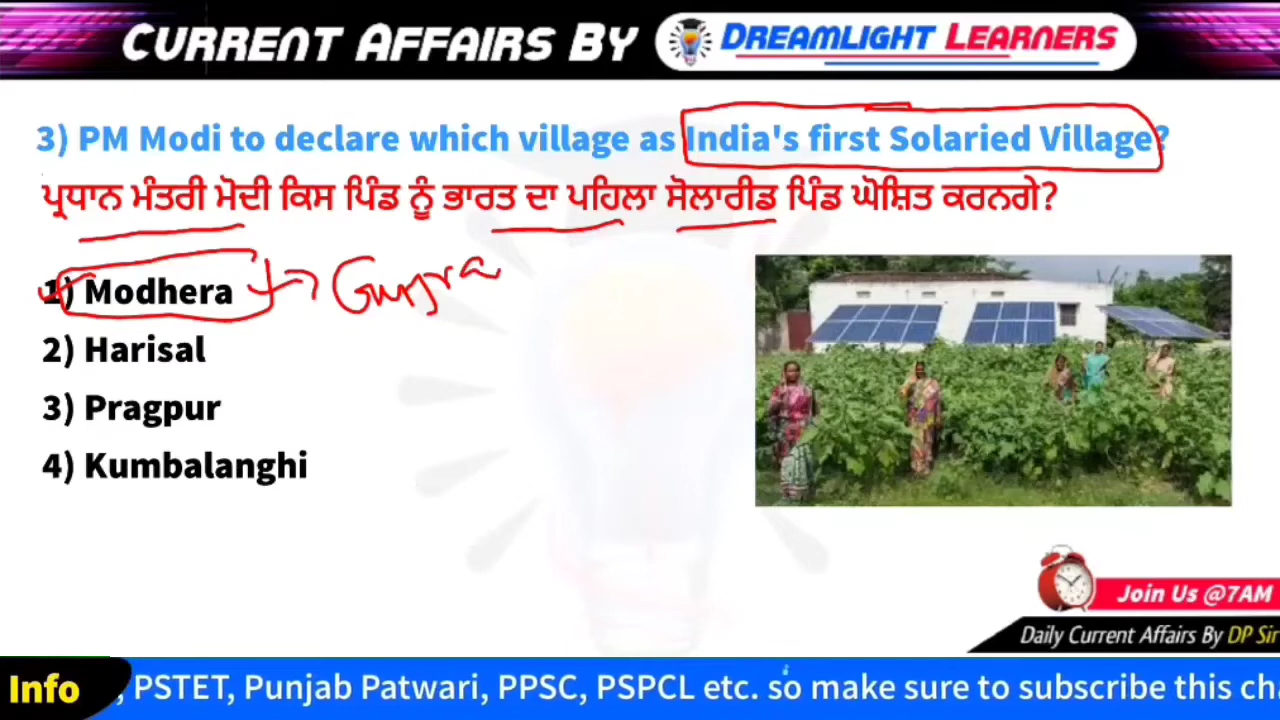 CURRENT AFFAIRS BY DREAMLIGHT LEARNERS
3) PM Modi to declare which village as India's first Solaried Village?
ਪ੍ਰਧਾਨ ਮੰਤਰੀ ਮੋਦੀ ਕਿਸ ਪਿੰਡ ਨੂੰ ਭਾਰਤ ਦਾ ਪਹਿਲਾ ਸੋਲਾਰੀਡ ਪਿੰਡ ਘੋਸ਼ਿਤ ਕਰਨਗੇ?
1) Modhera → Gujra
2) Harisal
3) Pragpur
4) Kumbalanghi
Join Us @7AM
Daily Current Affairs By DP Sir
Info , PSTET, Punjab Patwari, PPSC, PSPCL etc. so make sure to subscribe this ch